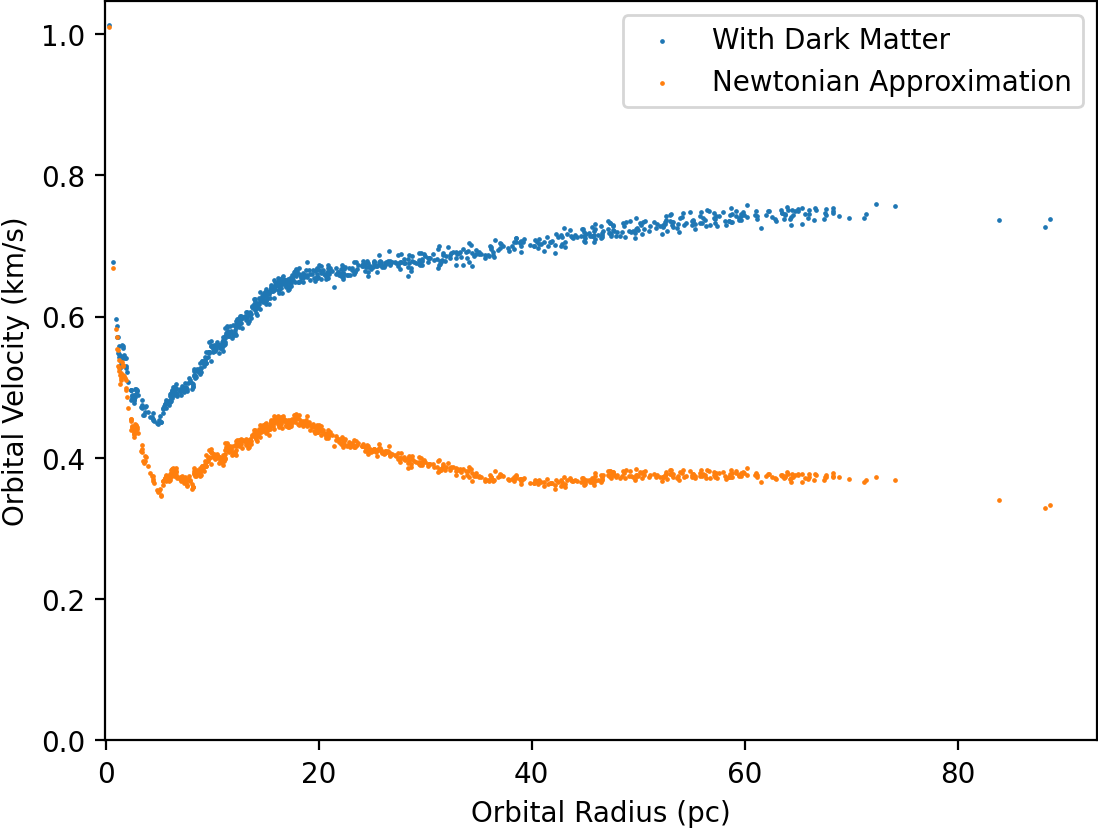 With Dark Matter
Newtonian Approximation
1.0
0.8
0.6
0.4
0.2
0.0
Orbital Velocity (km/s)
0 20 40 60 80
Orbital Radius (pc)